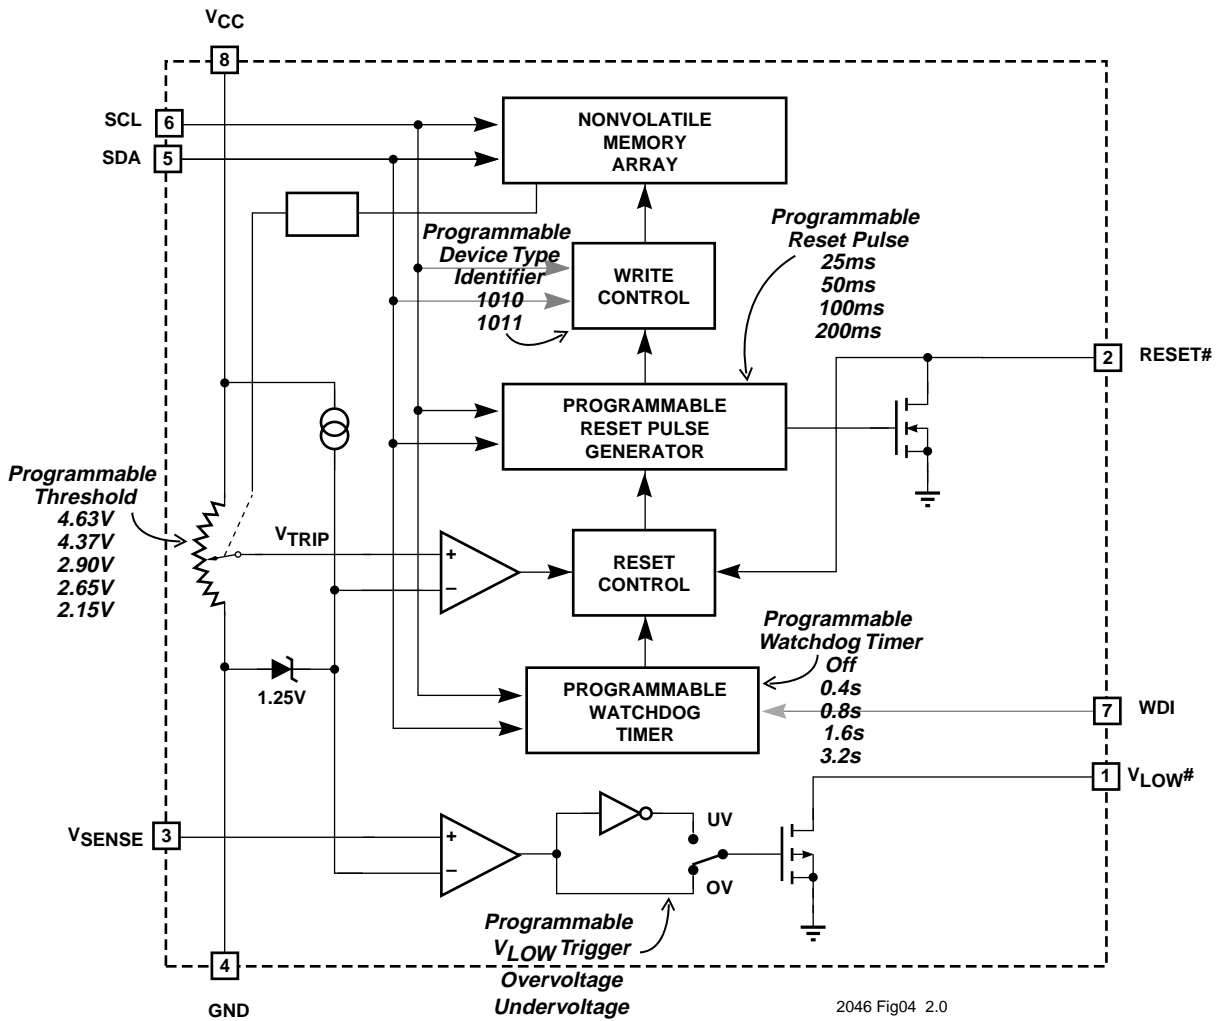 VCC
8
SCL
6
SDA
5
NONVOLATILE
MEMORY
ARRAY
Programmable
Device Type
Identifier
1010
1011
WRITE
CONTROL
Programmable
Reset Pulse
25ms
50ms
100ms
200ms
2
RESET#
PROGRAMMABLE
RESET PULSE
GENERATOR
Programmable
Threshold
4.63V
4.37V
2.90V
2.65V
2.15V
VTRIP
+
–
RESET
CONTROL
1.25V
Programmable
Watchdog Timer
Off
0.4s
0.8s
1.6s
3.2s
PROGRAMMABLE
WATCHDOG
TIMER
7
WDI
1
VLOW#
VSENSE
3
+
–
UV
OV
Programmable
VLOW Trigger
Overvoltage
Undervoltage
4
GND
2046 Fig04 2.0